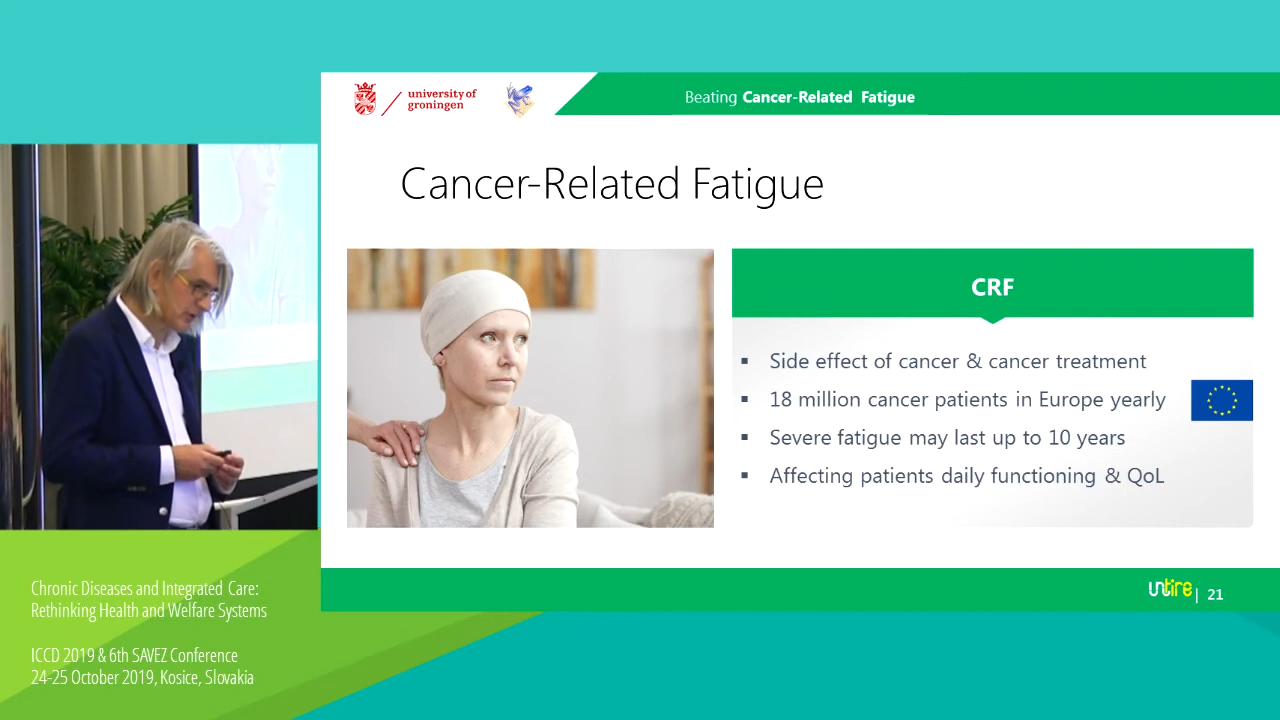 university of
groningen
Beating Cancer-Related Fatigue
Cancer-Related Fatigue
CRF
▪ Side effect of cancer & cancer treatment
▪ 18 million cancer patients in Europe yearly
▪ Severe fatigue may last up to 10 years
▪ Affecting patients daily functioning & QoL
untire | 21
Chronic Diseases and Integrated Care:
Rethinking Health and Welfare Systems
ICCD 2019 & 6th SAVEZ Conference
24-25 October 2019, Kosice, Slovakia